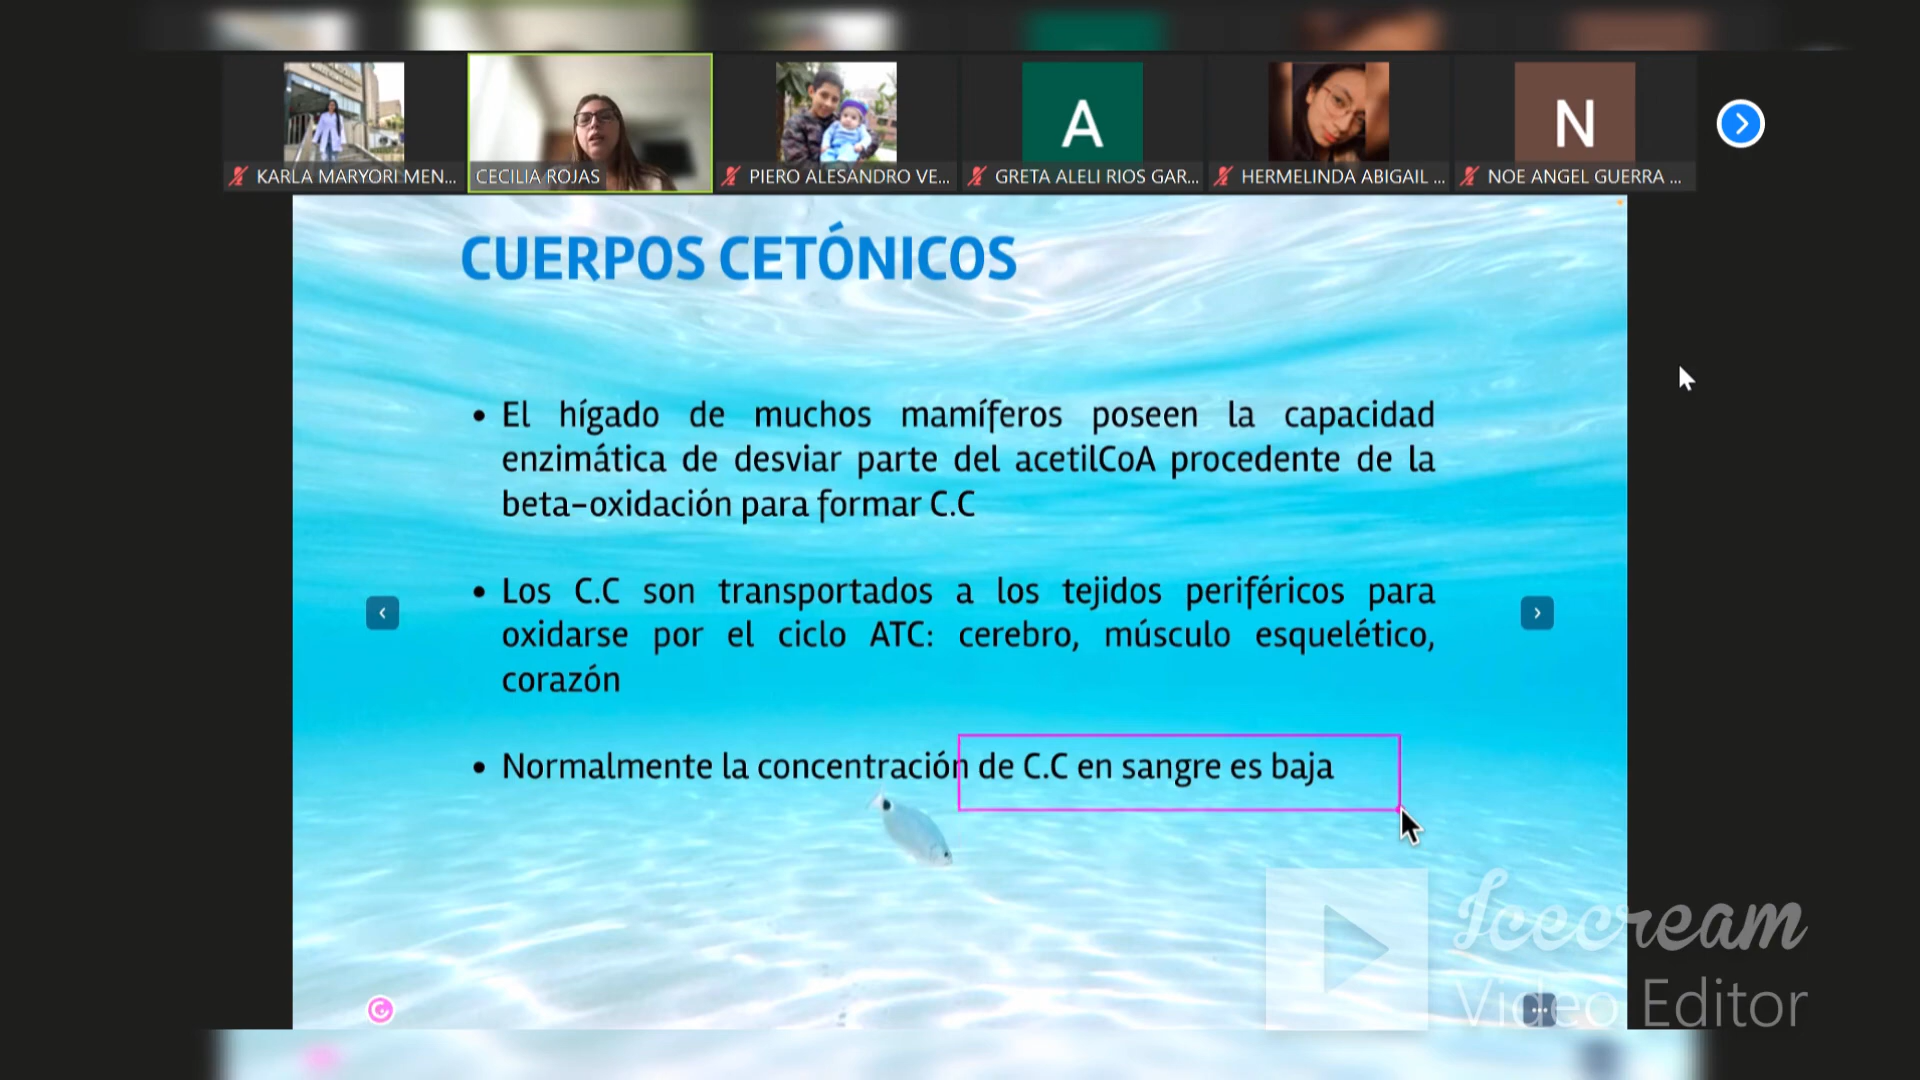 KARLA MARYORI MEN...
CECILIA ROJAS
PIERO ALESANDRO VE...
A
GRETA ALELI RIOS GAR...
HERMELINDA ABIGAIL ...
N
NOE ANGEL GUERRA ...
CUERPOS CETÓNICOS
• El hígado de muchos mamíferos poseen la capacidad
enzimática de desviar parte del acetilCoA procedente de la
beta-oxidación para formar C.C
• Los C.C son transportados a los tejidos periféricos para
oxidarse por el ciclo ATC: cerebro, músculo esquelético,
corazón
• Normalmente la concentración de C.C en sangre es baja
Icecream
Video Editor